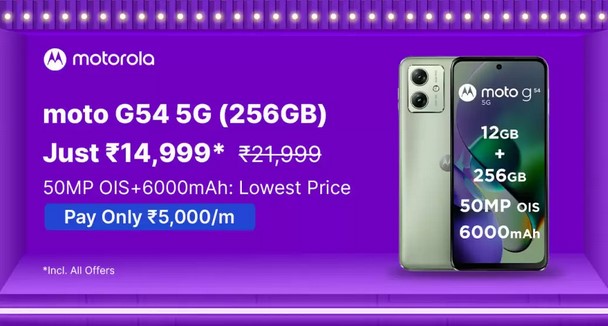 motorola
moto G54 5G (256GB)
Just ₹14,999* ₹21,999
50MP OIS+6000mAh: Lowest Price
Pay Only ₹5,000/m
*Incl. All Offers
moto g54
5G
12GB
+
256GB
50MP OIS
6000mAh